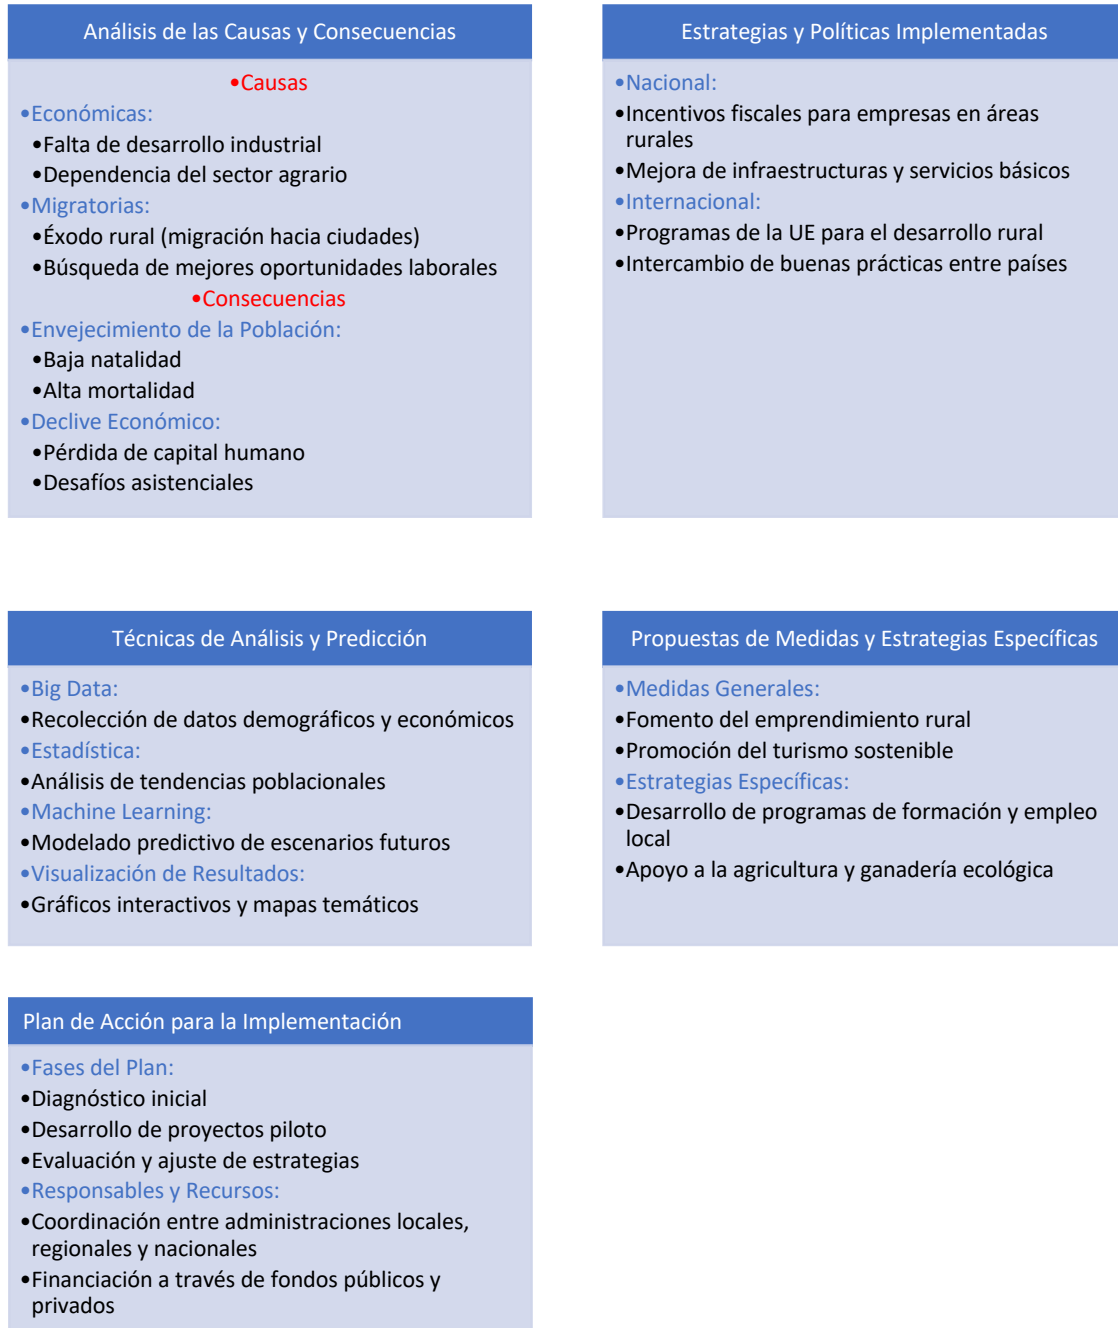 Análisis de las Causas y Consecuencias
•Causas
•Económicas:
•Falta de desarrollo industrial
•Dependencia del sector agrario
•Migratorias:
•Éxodo rural (migración hacia ciudades)
•Búsqueda de mejores oportunidades laborales
•Consecuencias
•Envejecimiento de la Población:
•Baja natalidad
•Alta mortalidad
•Declive Económico:
•Pérdida de capital humano
•Desafíos asistenciales
Estrategias y Políticas Implementadas
•Nacional:
•Incentivos fiscales para empresas en áreas
rurales
•Mejora de infraestructuras y servicios básicos
•Internacional:
•Programas de la UE para el desarrollo rural
•Intercambio de buenas prácticas entre países
Técnicas de Análisis y Predicción
•Big Data:
•Recolección de datos demográficos y económicos
•Estadística:
•Análisis de tendencias poblacionales
•Machine Learning:
•Modelado predictivo de escenarios futuros
•Visualización de Resultados:
•Gráficos interactivos y mapas temáticos
Propuestas de Medidas y Estrategias Específicas
•Medidas Generales:
•Fomento del emprendimiento rural
•Promoción del turismo sostenible
•Estrategias Específicas:
•Desarrollo de programas de formación y empleo
local
•Apoyo a la agricultura y ganadería ecológica
Plan de Acción para la Implementación
•Fases del Plan:
•Diagnóstico inicial
•Desarrollo de proyectos piloto
•Evaluación y ajuste de estrategias
•Responsables y Recursos:
•Coordinación entre administraciones locales,
regionales y nacionales
•Financiación a través de fondos públicos y
privados